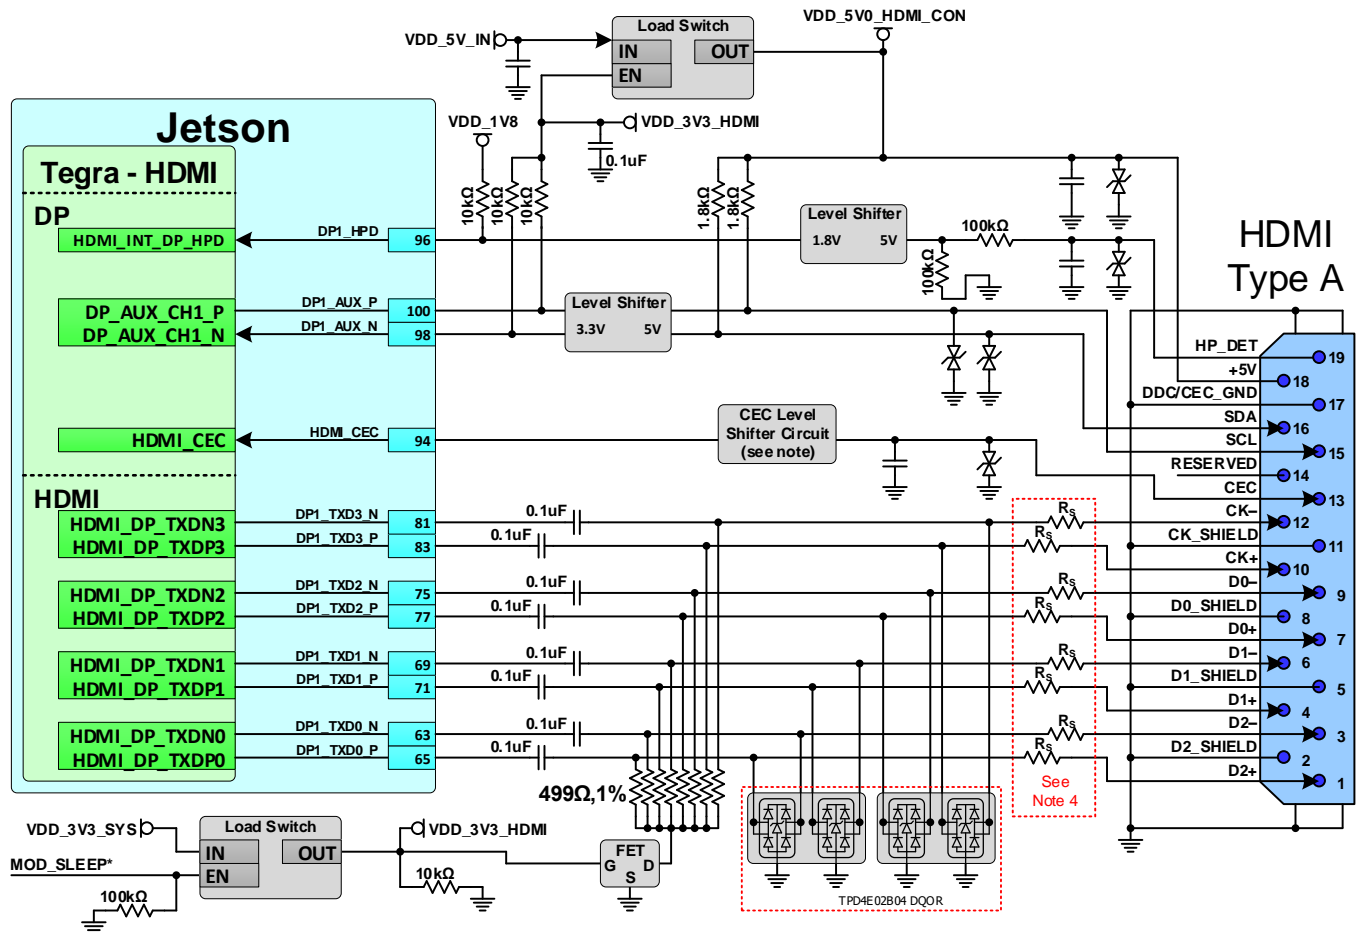 VDD_5V0_HDMI_CON
Load Switch
VDD_5V_IN
IN
OUT
EN
Jetson
VDD_1V8
VDD_3V3_HDMI
0.1uF
Tegra - HDMI
10kΩ
10kΩ
10kΩ
1.8kΩ
1.8kΩ
DP
HDMI_INT_DP_HPD
DP1_HPD
96
Level Shifter
1.8V
5V
100kΩ
100kΩ
HDMI
Type A
DP_AUX_CH1_P
DP1_AUX_P
100
DP_AUX_CH1_N
DP1_AUX_N
98
Level Shifter
3.3V
5V
HP_DET
19
+5V
18
DDC/CEC_GND
17
SDA
16
SCL
15
RESERVED
14
CEC
13
HDMI_CEC
HDMI_CEC
94
CEC Level
Shifter Circuit
(see note)
HDMI
HDMI_DP_TXDN3
DP1_TXD3_N
81
0.1uF
RS
CK–
12
HDMI_DP_TXDP3
DP1_TXD3_P
83
0.1uF
RS
CK_SHIELD
11
CK+
10
HDMI_DP_TXDN2
DP1_TXD2_N
75
0.1uF
RS
D0–
9
HDMI_DP_TXDP2
DP1_TXD2_P
77
0.1uF
RS
D0_SHIELD
8
D0+
7
HDMI_DP_TXDN1
DP1_TXD1_N
69
0.1uF
RS
D1–
6
HDMI_DP_TXDP1
DP1_TXD1_P
71
0.1uF
RS
D1_SHIELD
5
D1+
4
HDMI_DP_TXDN0
DP1_TXD0_N
63
0.1uF
RS
D2–
3
HDMI_DP_TXDP0
DP1_TXD0_P
65
0.1uF
RS
D2_SHIELD
2
D2+
1
499Ω,1%
See
Note 4
VDD_3V3_SYS
Load Switch
IN
OUT
EN
VDD_3V3_HDMI
MOD_SLEEP*
100kΩ
10kΩ
FET
G
D
S
TPD4E02B04DQOR